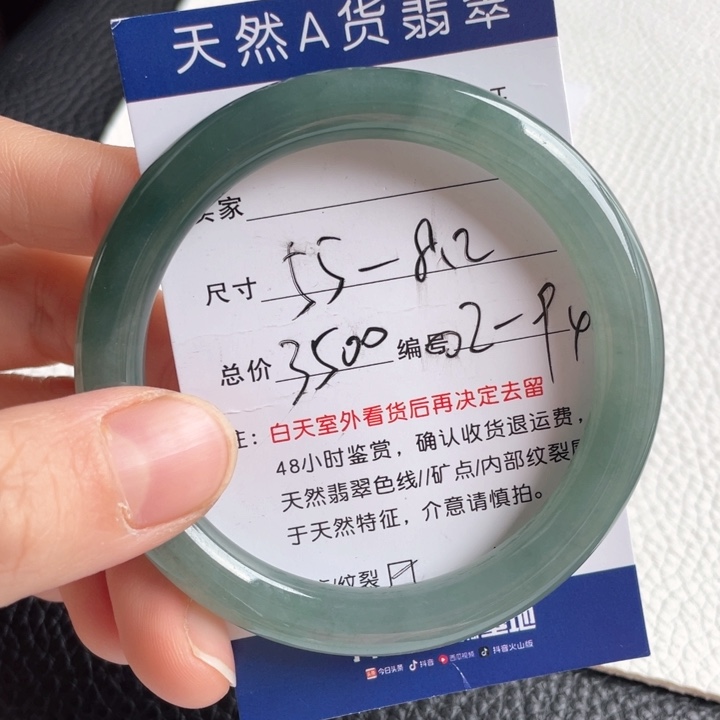 天然A货翡翠
家
尺寸 55-8.2
总价 3500 编号 02-94
注：白天室外看货后再决定去留
48小时鉴赏，确认收货退运费，
天然翡翠色线//矿点/内部纹裂
于天然特征，介意请慎拍。
/纹裂
今日头条 抖音 西瓜视频 抖音火山版